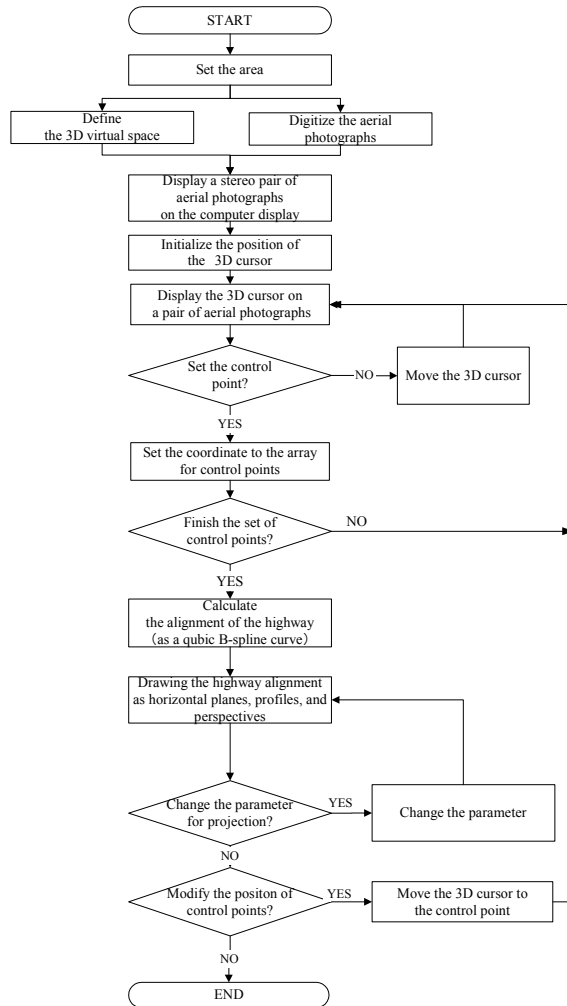 START
Set the area
Define
the 3D virtual space
Digitize the aerial
photographs
Display a stereo pair of
aerial photographs
on the computer display
Initialize the position of
the 3D cursor
Display the 3D cursor on
a pair of aerial photographs
Set the control
point?
NO
Move the 3D cursor
YES
Set the coordinate to the array
for control points
Finish the set of
control points?
NO
YES
Calculate
the alignment of the highway
(as a qubic B-spline curve)
Drawing the highway alignment
as horizontal planes, profiles, and
perspectives
Change the parameter
for projection?
YES
Change the parameter
NO
Modify the positon of
control points?
YES
Move the 3D cursor to
the control point
NO
END